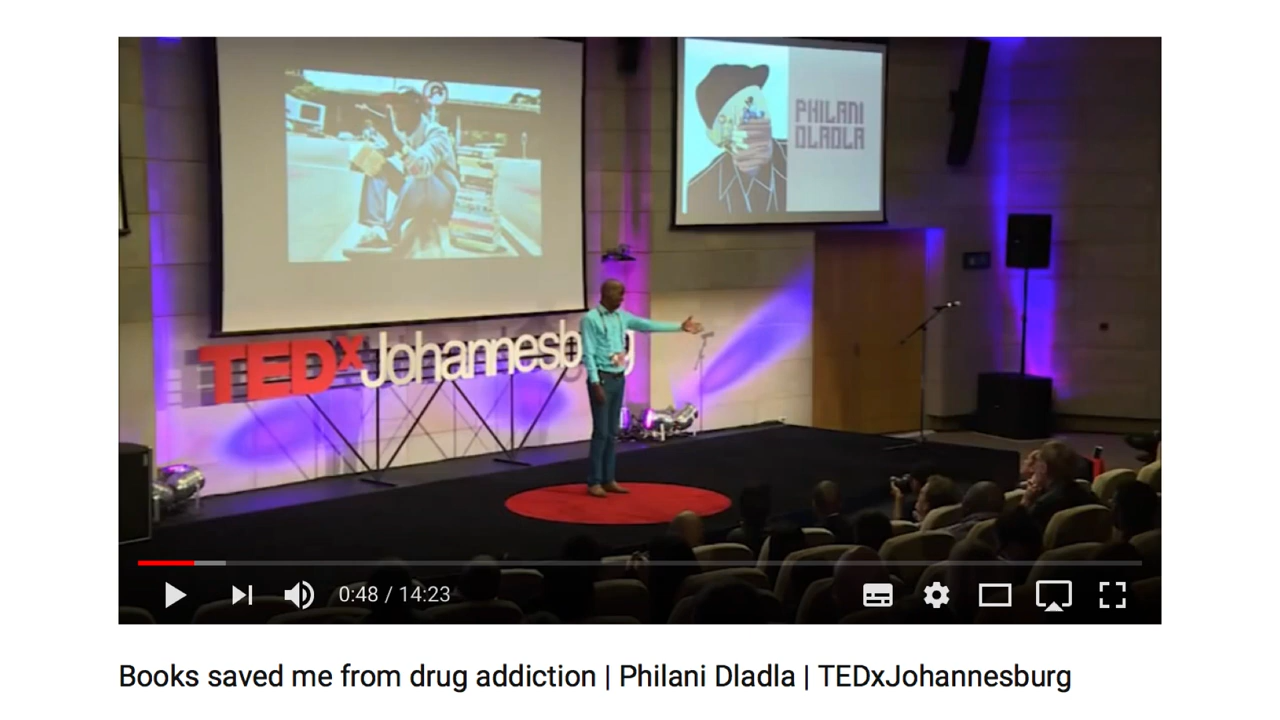 PHILANI
DLADLA
TEDxJohannesburg
0:48 / 14:23
Books saved me from drug addiction | Philani Dladla | TEDxJohannesburg